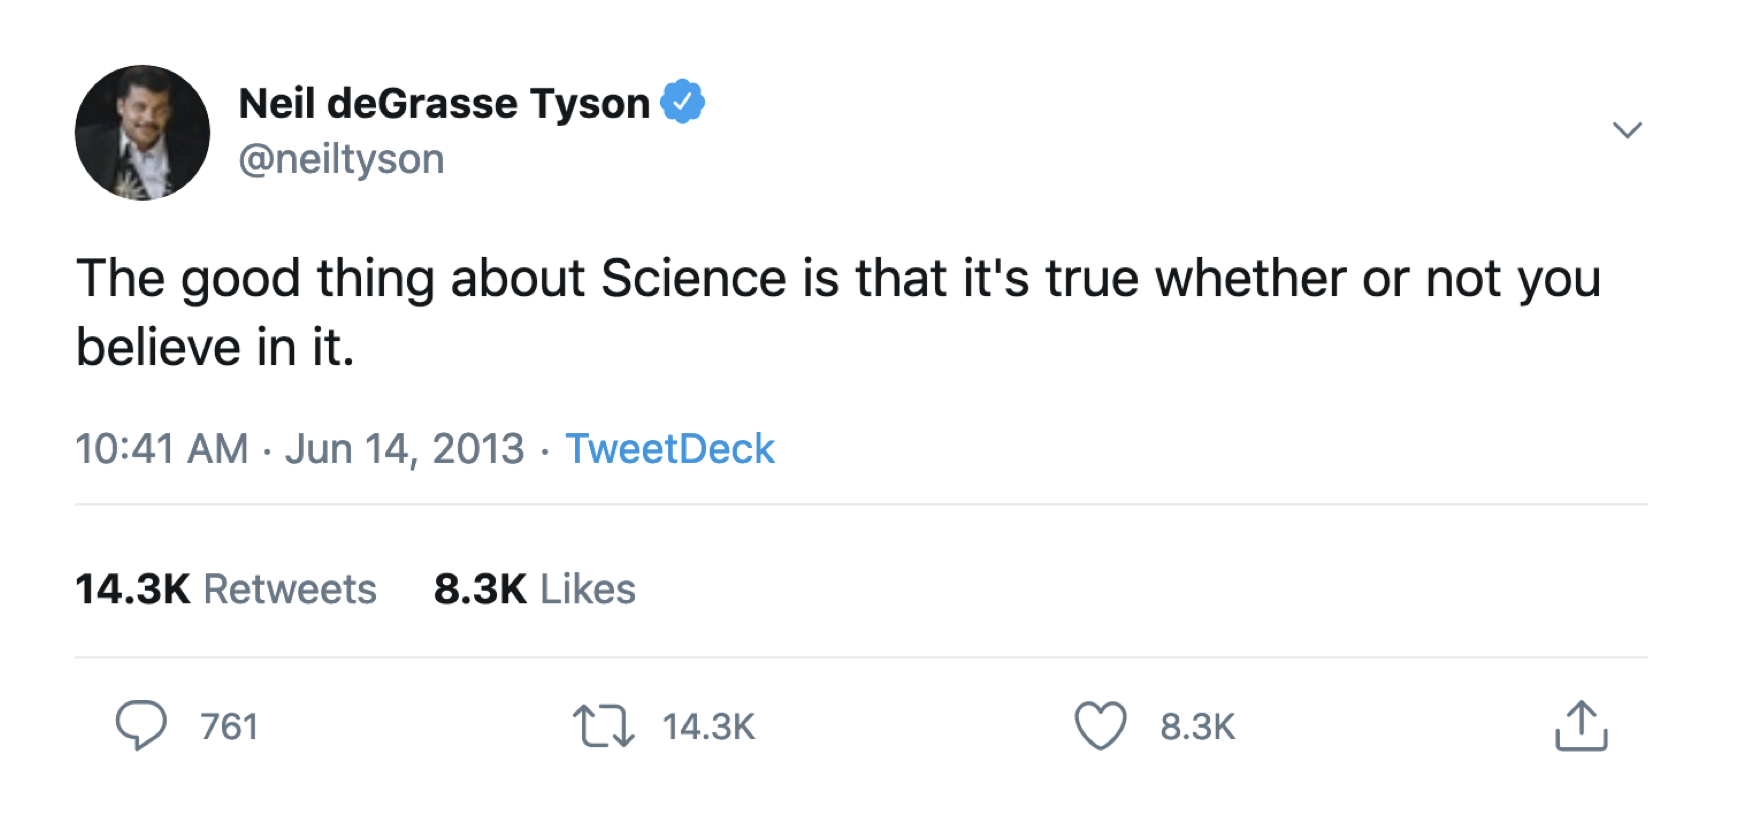 Neil deGrasse Tyson
@neiltyson
The good thing about Science is that it's true whether or not you
believe in it.
10:41 AM · Jun 14, 2013 · TweetDeck
14.3K Retweets 8.3K Likes
761 14.3K 8.3K